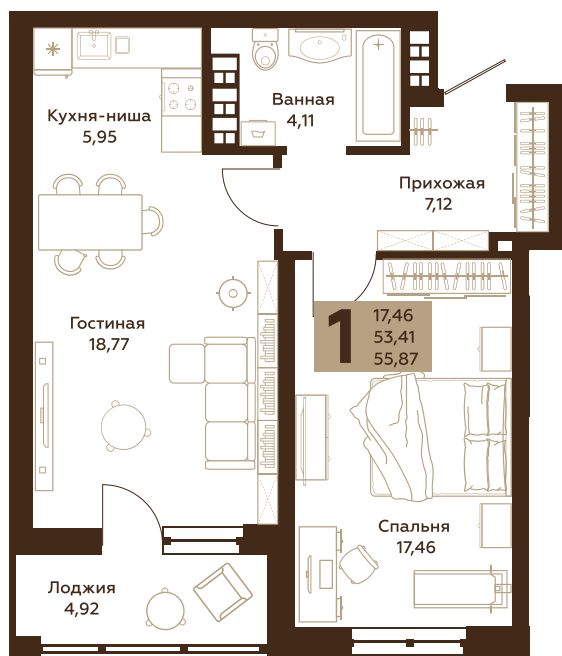 Кухня-ниша
5,95
Ванная
4,11
Прихожая
7,12
Гостиная
18,77
1
17,46
53,41
55,87
Спальня
17,46
Лоджия
4,92